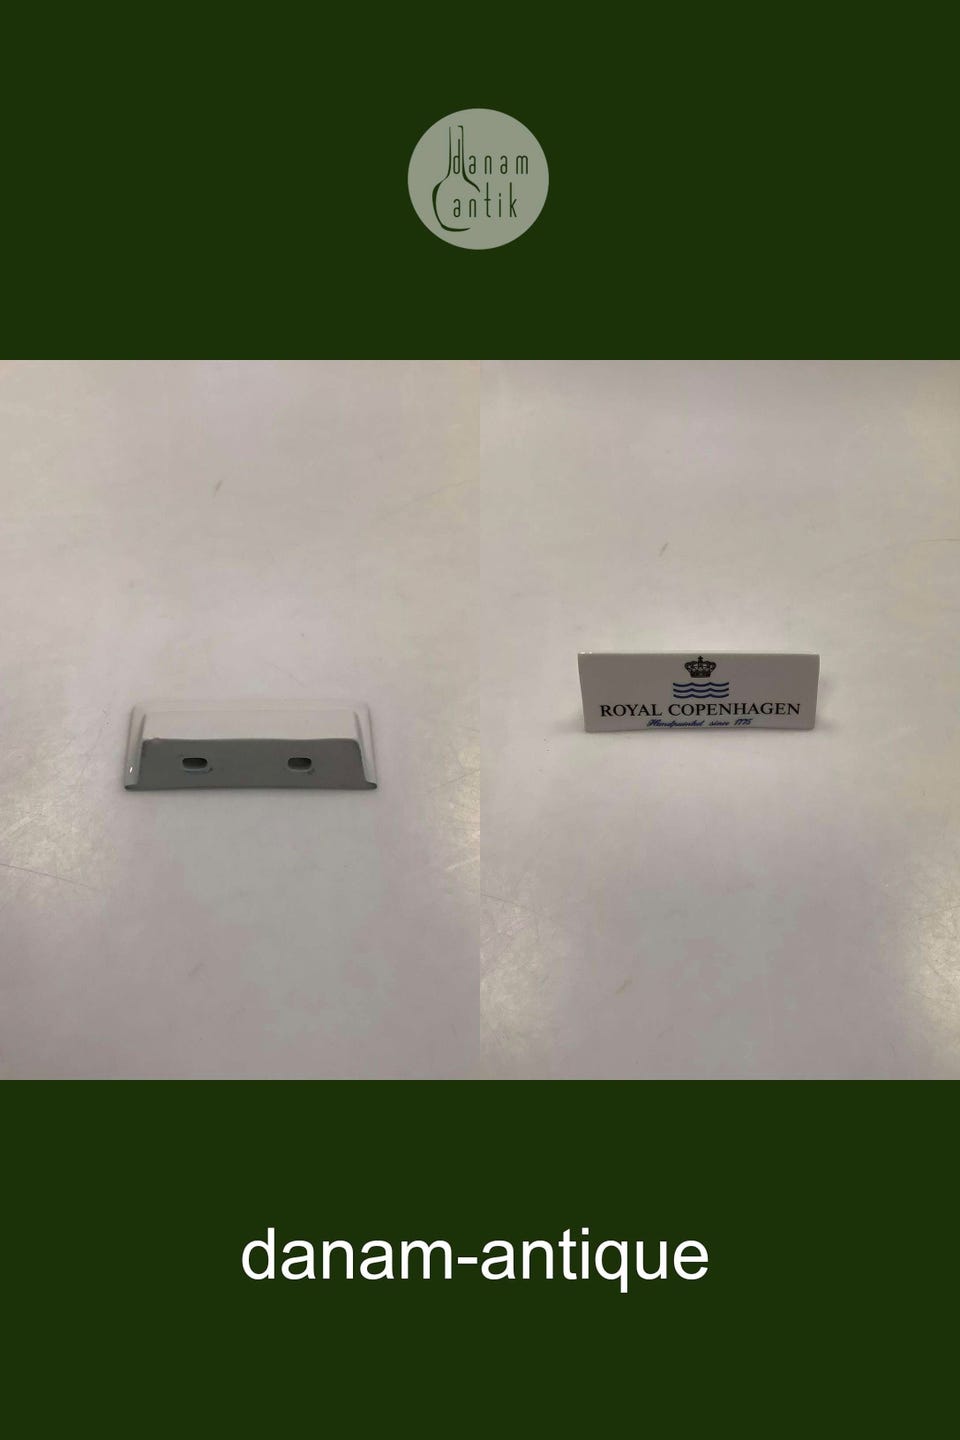 danam
antik
ROYAL COPENHAGEN
Handpainted since 1775
danam-antique